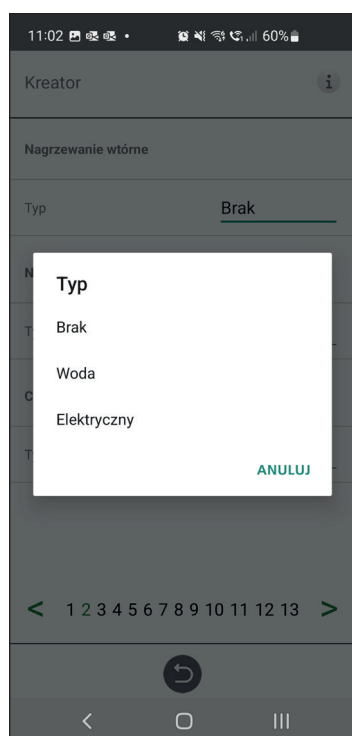 11:02 60%
Kreator i
Nagrzewanie wtórne
Typ Brak
N
Typ
T
Brak
Woda
C
Elektryczny
T
ANULUJ
< 1 2 3 4 5 6 7 8 9 10 11 12 13 >